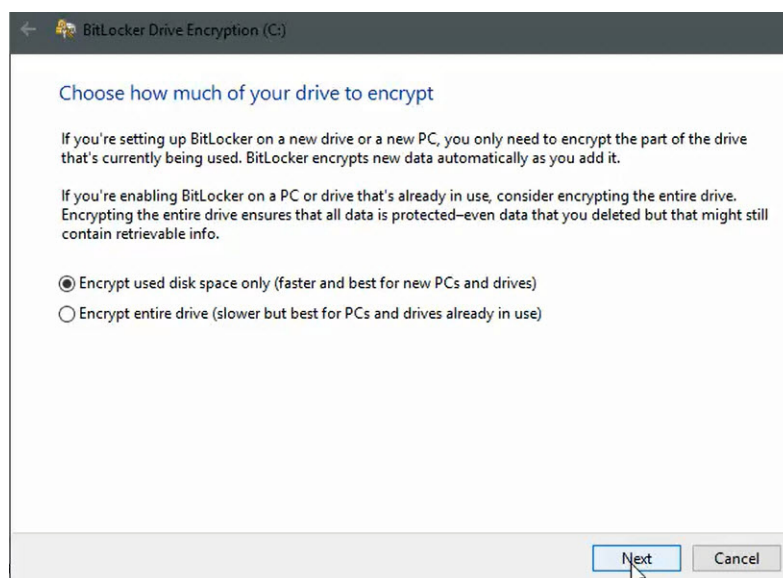 BitLocker Drive Encryption (C:)
Choose how much of your drive to encrypt
If you're setting up BitLocker on a new drive or a new PC, you only need to encrypt the part of the drive
that's currently being used. BitLocker encrypts new data automatically as you add it.
If you're enabling BitLocker on a PC or drive that's already in use, consider encrypting the entire drive.
Encrypting the entire drive ensures that all data is protected–even data that you deleted but that might still
contain retrievable info.
Encrypt used disk space only (faster and best for new PCs and drives)
Encrypt entire drive (slower but best for PCs and drives already in use)
Next Cancel